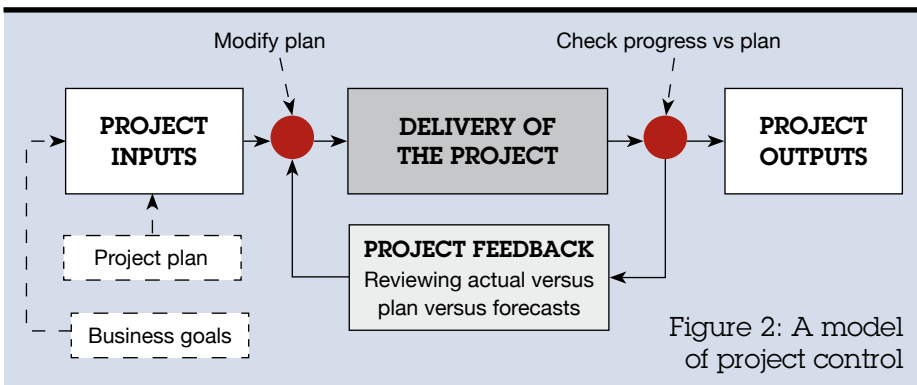 Modify plan
Check progress vs plan
PROJECT
INPUTS
DELIVERY OF
THE PROJECT
PROJECT
OUTPUTS
Project plan
Business goals
PROJECT FEEDBACK
Reviewing actual versus
plan versus forecasts
Figure 2: A model
of project control